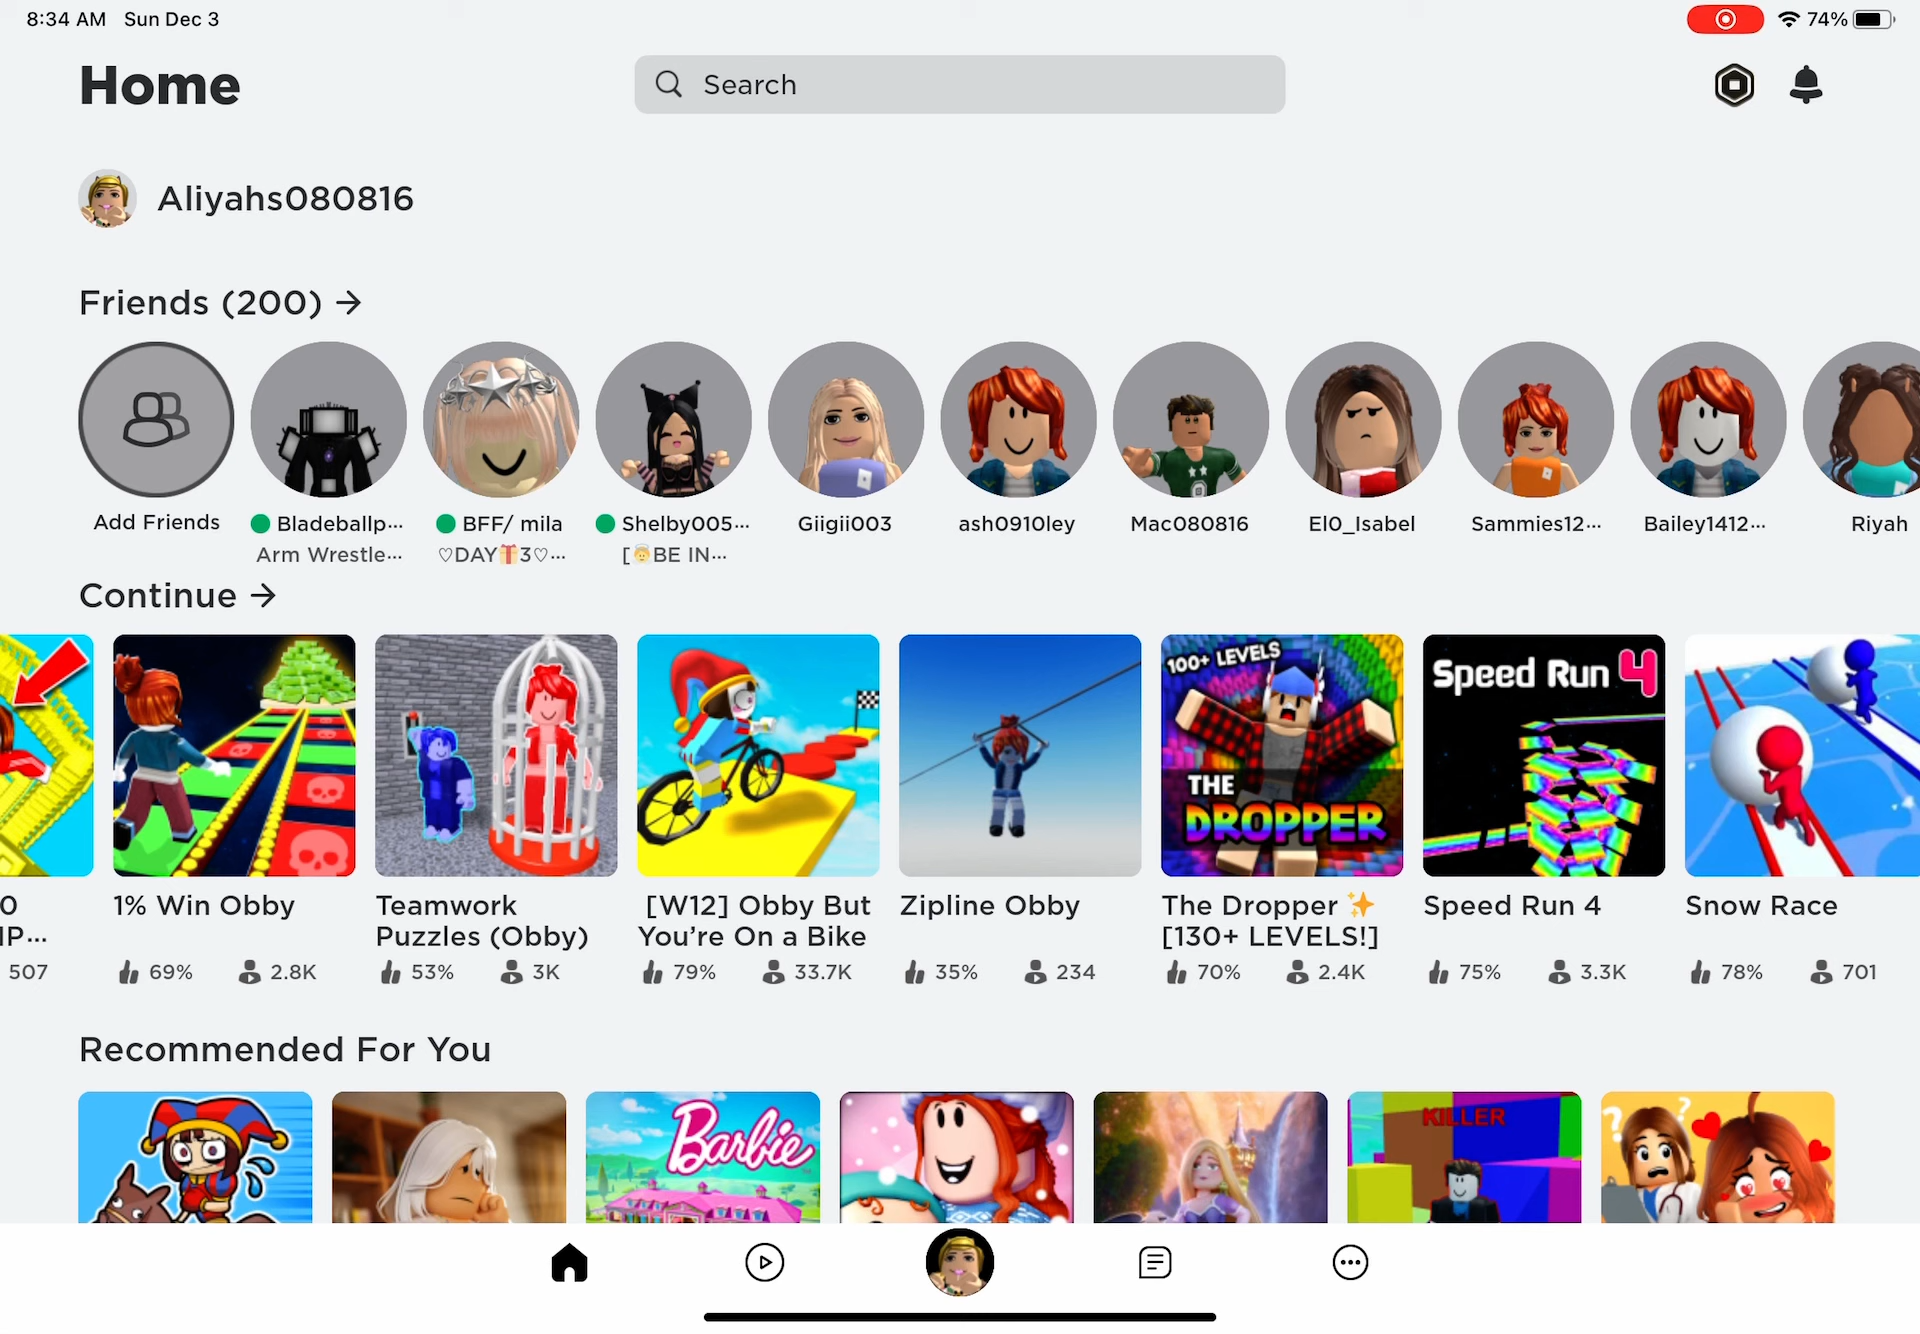 8:34 AM Sun Dec 3
74%
Home
Search
Aliyahs080816
Friends (200) →
Add Friends
Bladeballp...
BFF/ mila
Shelby005...
Giigii003
ash0910ley
Mac080816
El0_Isabel
Sammies12...
Bailey1412...
Riyah
Arm Wrestle...
♡DAY🎁3♡...
[👼BE IN...
Continue →
100+ LEVELS
THE
DROPPER
Speed Run 4
1% Win Obby
Teamwork
Puzzles (Obby)
[W12] Obby But
You're On a Bike
Zipline Obby
The Dropper ✨
[130+ LEVELS!]
Speed Run 4
Snow Race
507
69% 2.8K
53% 3K
79% 33.7K
35% 234
70% 2.4K
75% 3.3K
78% 701
Recommended For You
Barbie
KILLER
? ?